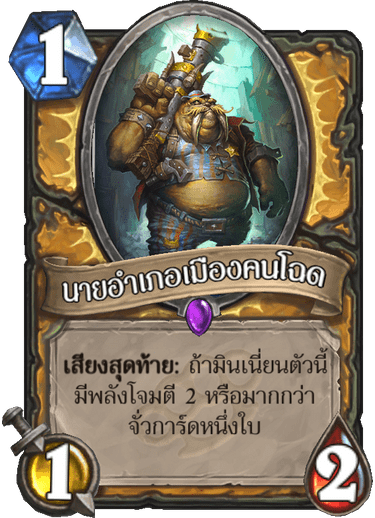 1
นายอำเภอเมืองคนโฉด
เสียงสุดท้าย: ถ้ามินเนี่ยนตัวนี้
มีพลังโจมตี 2 หรือมากกว่า
จั่วการ์ดหนึ่งใบ
1
2